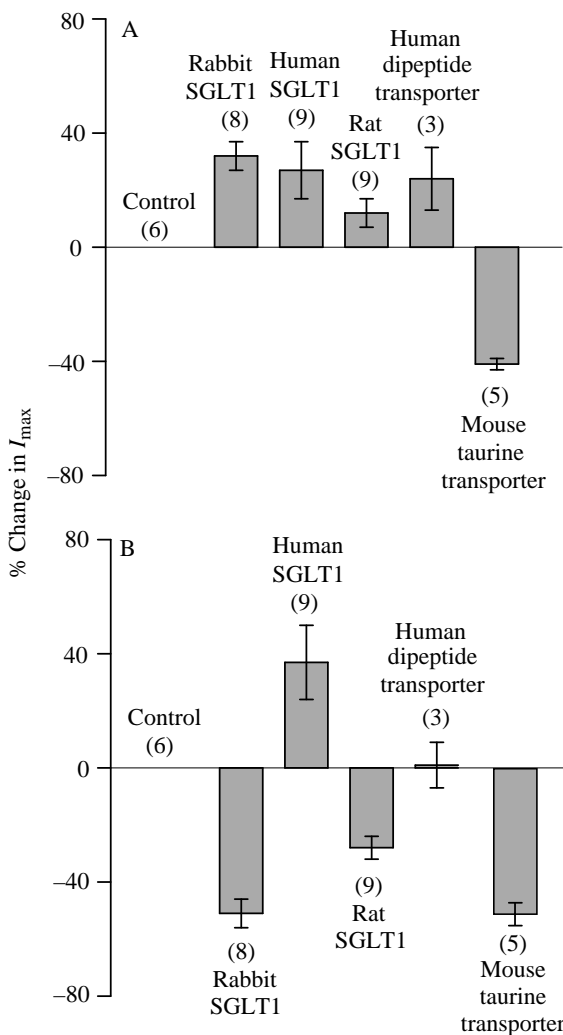 % Change in Imax
A
80
40
0
–40
–80
Control
(6)
Rabbit
SGLT1
(8)
Human
SGLT1
(9)
Rat
SGLT1
(9)
Human
dipeptide
transporter
(3)
(5)
Mouse
taurine
transporter
B
80
40
0
–40
–80
Control
(6)
(8)
Rabbit
SGLT1
Human
SGLT1
(9)
(9)
Rat
SGLT1
Human
dipeptide
transporter
(3)
(5)
Mouse
taurine
transporter